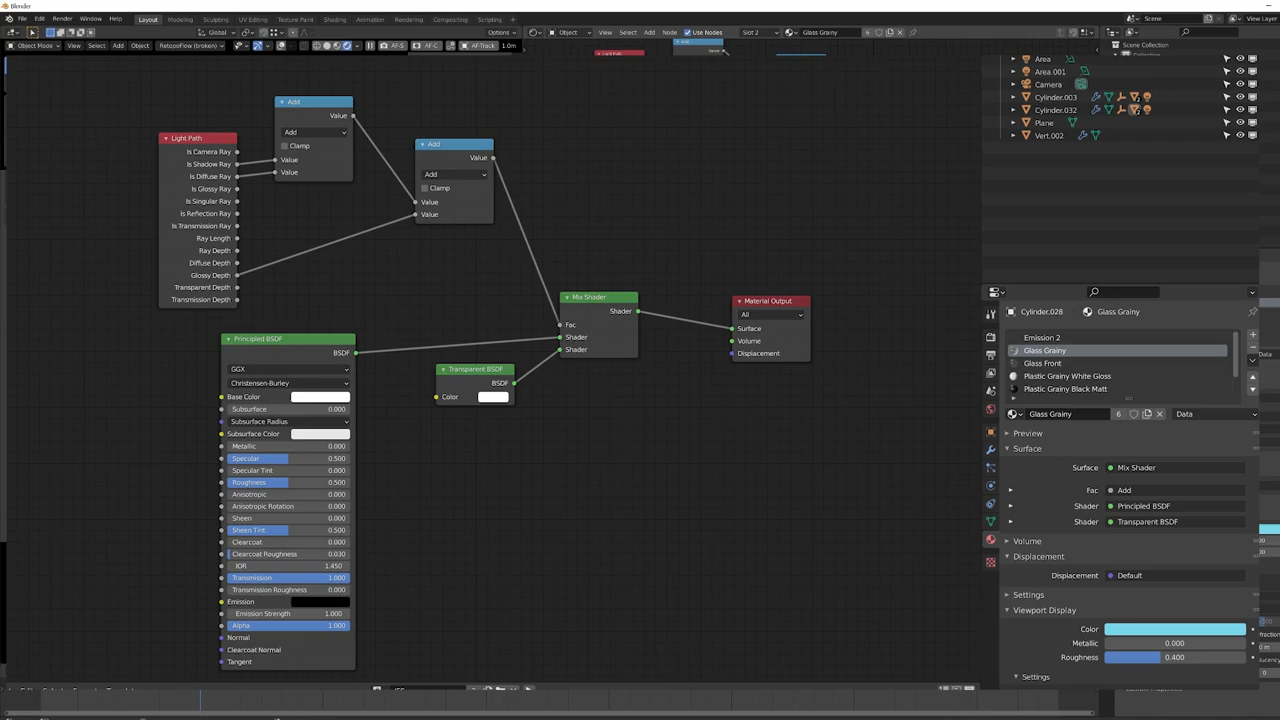 Blender
File Edit Render Window Help Layout Modeling Sculpting UV Editing Texture Paint Shading Animation Rendering Compositing Scripting Scene View Layer
Global Options Object View Select Add Node Use Nodes Slot 2 Glass Grainy 6
Object Mode View Select Add Object RetopoFlow (broken) AF-S AF-C AF-Track 1.0m
Value
Scene Collection
Area
Area.001
Camera
Cylinder.003
Cylinder.032
Plane
Vert.002
Add
Value
Add
Clamp
Value
Value
Light Path
Is Camera Ray
Is Shadow Ray
Is Diffuse Ray
Is Glossy Ray
Is Singular Ray
Is Reflection Ray
Is Transmission Ray
Ray Length
Ray Depth
Diffuse Depth
Glossy Depth
Transparent Depth
Transmission Depth
Add
Value
Add
Clamp
Value
Value
Mix Shader
Shader
Fac
Shader
Shader
Material Output
All
Surface
Volume
Displacement
Principled BSDF
BSDF
GGX
Christensen-Burley
Base Color
Subsurface 0.000
Subsurface Radius
Subsurface Color
Metallic 0.000
Specular 0.500
Specular Tint 0.000
Roughness 0.500
Anisotropic 0.000
Anisotropic Rotation 0.000
Sheen 0.000
Sheen Tint 0.500
Clearcoat 0.000
Clearcoat Roughness 0.030
IOR 1.450
Transmission 1.000
Transmission Roughness 0.000
Emission
Emission Strength 1.000
Alpha 1.000
Normal
Clearcoat Normal
Tangent
Transparent BSDF
BSDF
Color
Cylinder.028 Glass Grainy
Emission 2
Glass Grainy
Glass Front
Plastic Grainy White Gloss
Plastic Grainy Black Matt
Glass Grainy 6 Data
Preview
Surface
Surface Mix Shader
Fac Add
Shader Principled BSDF
Shader Transparent BSDF
Volume
Displacement
Displacement Default
Settings
Viewport Display
Color
Metallic 0.000
Roughness 0.400
Settings